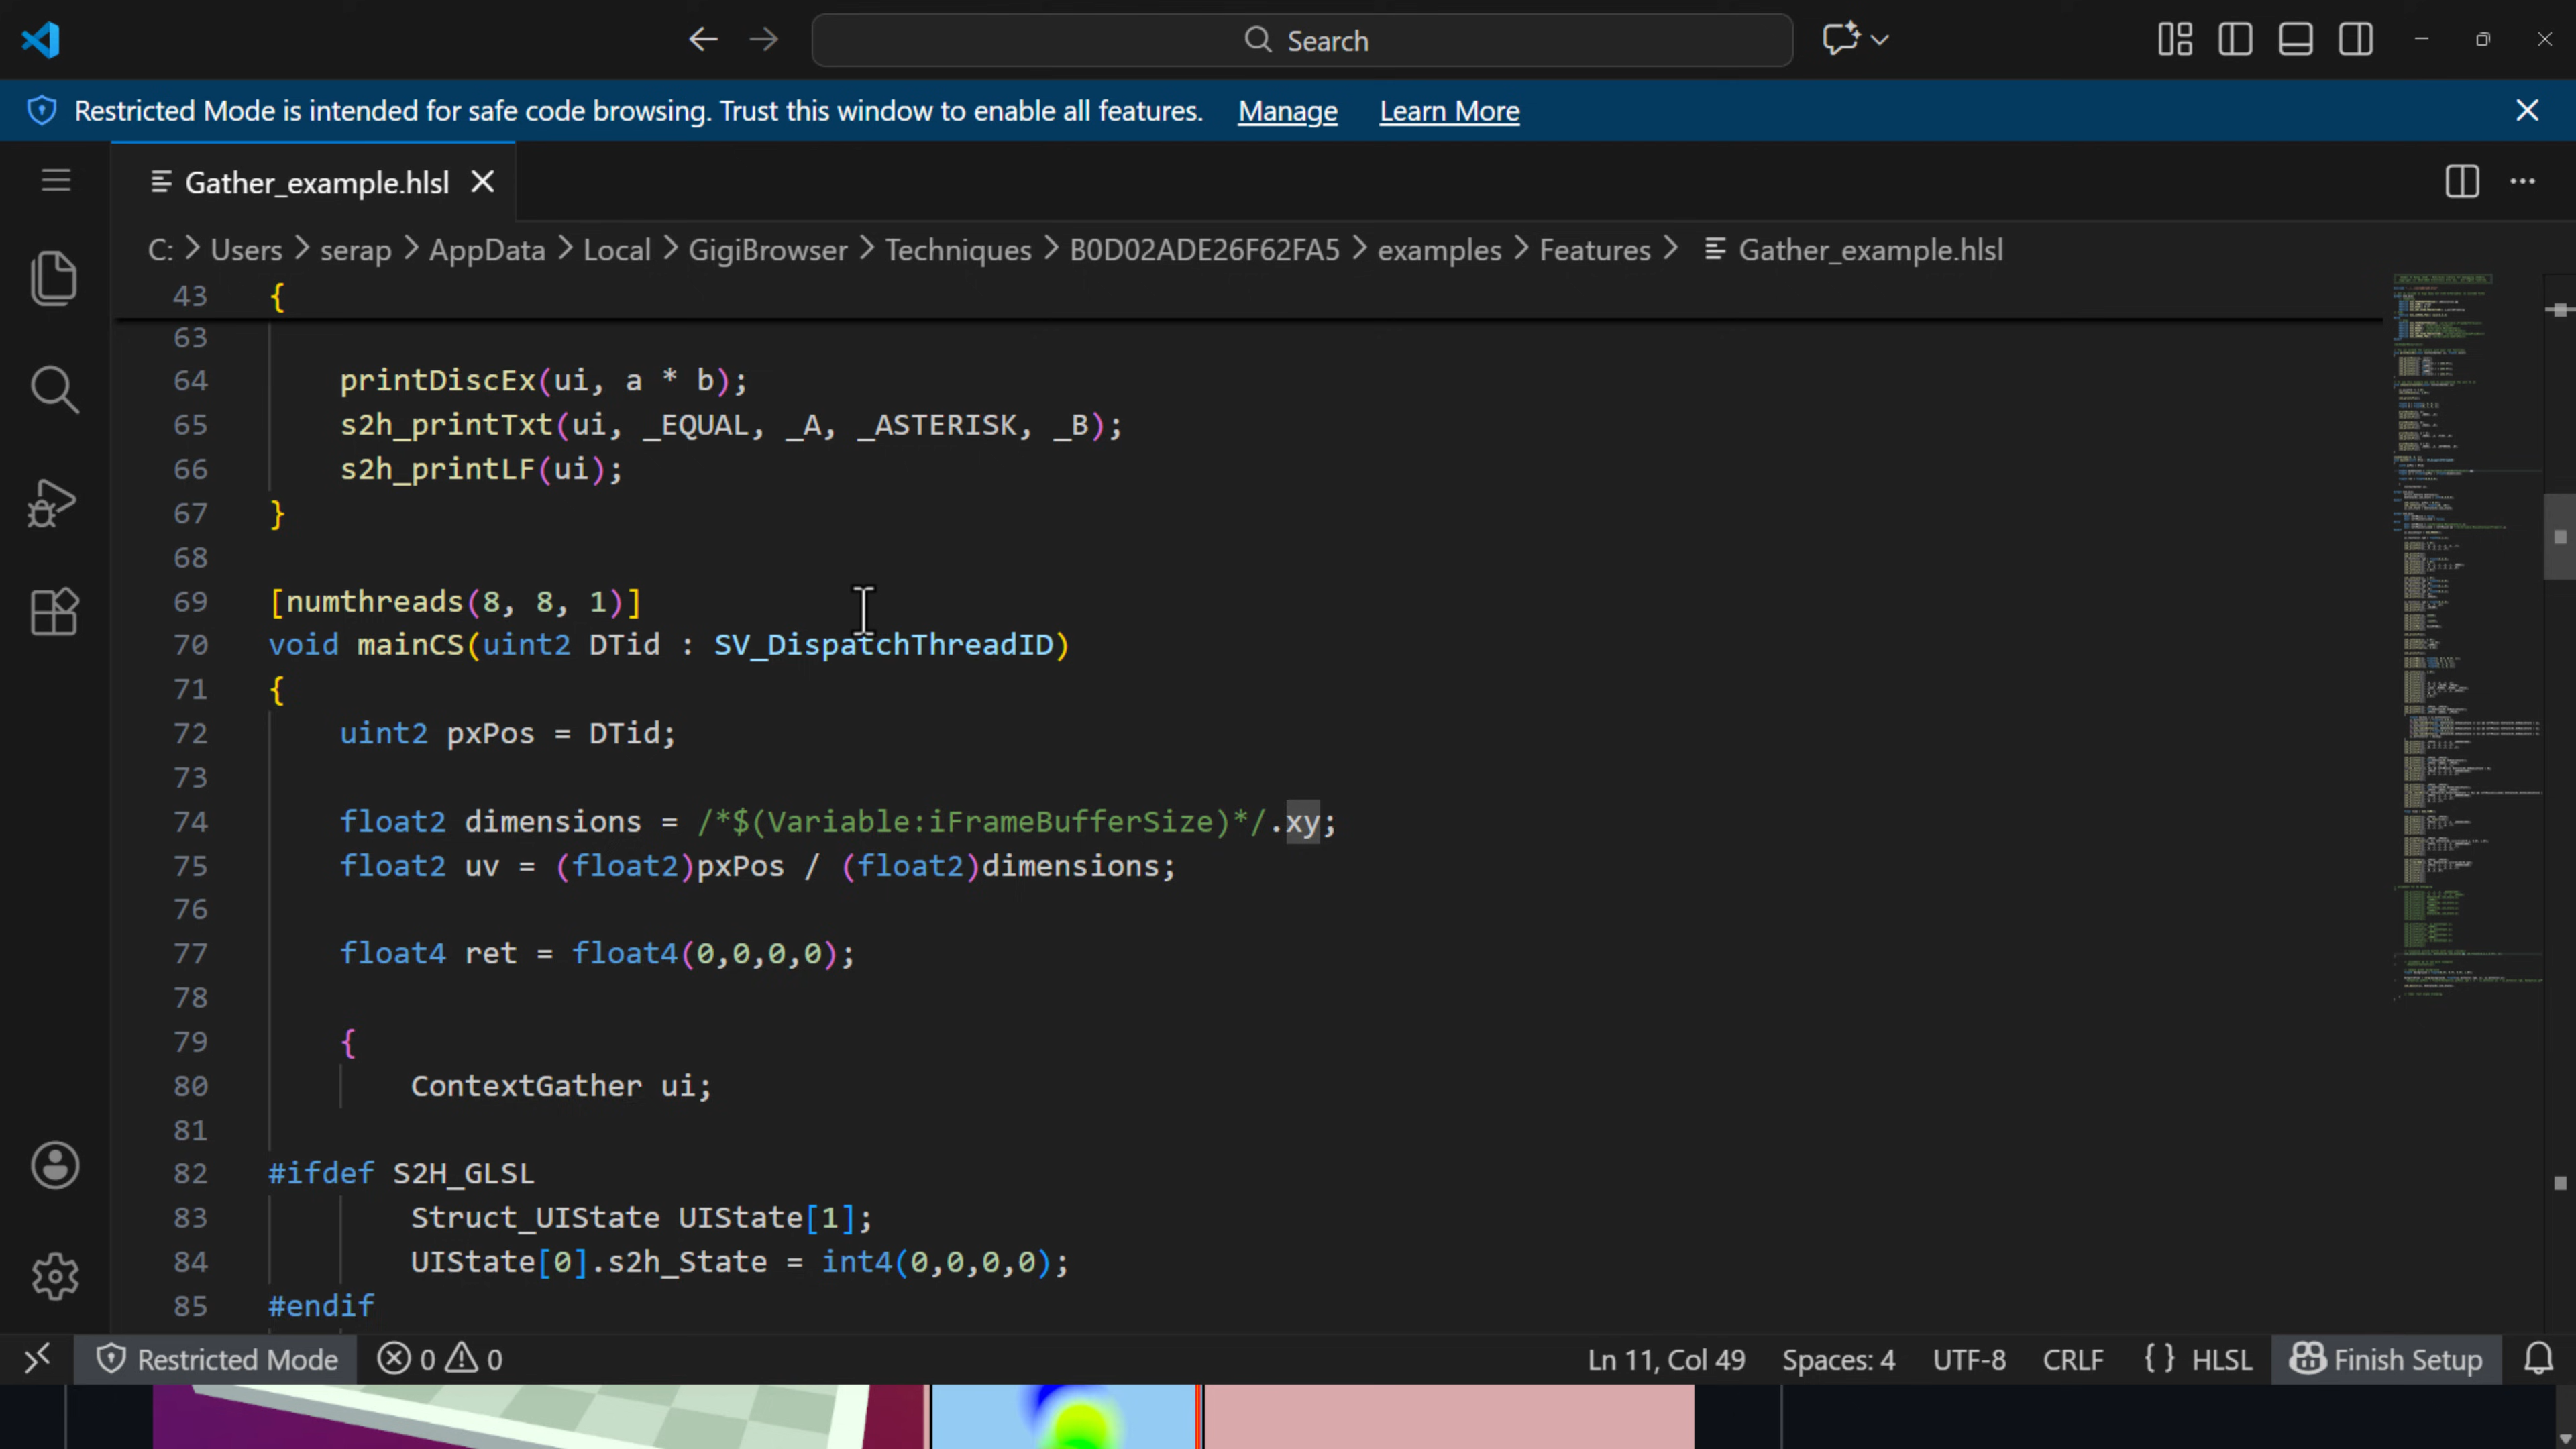 Search
Restricted Mode is intended for safe code browsing. Trust this window to enable all features. Manage Learn More
Gather_example.hlsl
C: > Users > serap > AppData > Local > GigiBrowser > Techniques > B0D02ADE26F62FA5 > examples > Features > Gather_example.hlsl
43 {
63
64 printDiscEx(ui, a * b);
65 s2h_printTxt(ui, _EQUAL, _A, _ASTERISK, _B);
66 s2h_printLF(ui);
67 }
68
69 [numthreads(8, 8, 1)]
70 void mainCS(uint2 DTid : SV_DispatchThreadID)
71 {
72 uint2 pxPos = DTid;
73
74 float2 dimensions = /*$(Variable:iFrameBufferSize)*/.xy;
75 float2 uv = (float2)pxPos / (float2)dimensions;
76
77 float4 ret = float4(0,0,0,0);
78
79 {
80 ContextGather ui;
81
82 #ifdef S2H_GLSL
83 Struct_UIState UIState[1];
84 UIState[0].s2h_State = int4(0,0,0,0);
85 #endif
Restricted Mode 0 0 Ln 11, Col 49 Spaces: 4 UTF-8 CRLF {} HLSL Finish Setup